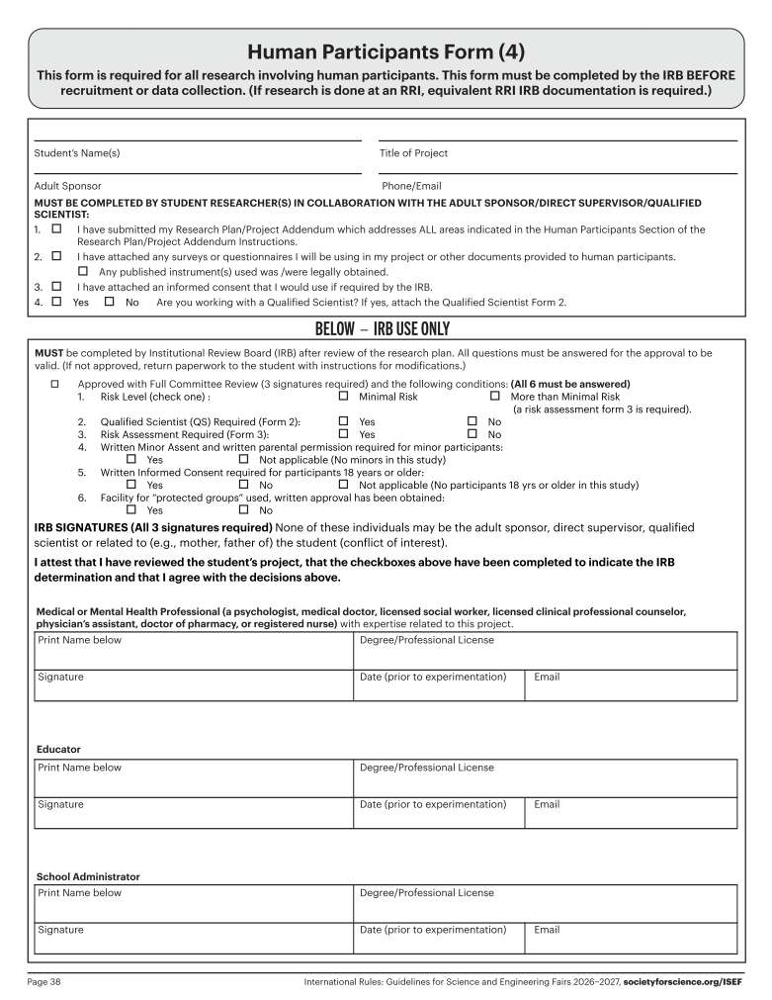 Human Participants Form (4)
This form is required for all research involving human participants. This form must be completed by the IRB BEFORE
recruitment or data collection. (If research is done at an RRI, equivalent RRI IRB documentation is required.)
Student's Name(s) Title of Project
Adult Sponsor Phone/Email
MUST BE COMPLETED BY STUDENT RESEARCHER(S) IN COLLABORATION WITH THE ADULT SPONSOR/DIRECT SUPERVISOR/QUALIFIED
SCIENTIST:
1. ☐ I have submitted my Research Plan/Project Addendum which addresses ALL areas indicated in the Human Participants Section of the
Research Plan/Project Addendum Instructions.
2. ☐ I have attached any surveys or questionnaires I will be using in my project or other documents provided to human participants.
☐ Any published instrument(s) used was /were legally obtained.
3. ☐ I have attached an informed consent that I would use if required by the IRB.
4. ☐ Yes ☐ No Are you working with a Qualified Scientist? If yes, attach the Qualified Scientist Form 2.
BELOW – IRB USE ONLY
MUST be completed by Institutional Review Board (IRB) after review of the research plan. All questions must be answered for the approval to be
valid. (If not approved, return paperwork to the student with instructions for modifications.)
☐ Approved with Full Committee Review (3 signatures required) and the following conditions: (All 6 must be answered)
1. Risk Level (check one) : ☐ Minimal Risk ☐ More than Minimal Risk
(a risk assessment form 3 is required).
2. Qualified Scientist (QS) Required (Form 2): ☐ Yes ☐ No
3. Risk Assessment Required (Form 3): ☐ Yes ☐ No
4. Written Minor Assent and written parental permission required for minor participants:
☐ Yes ☐ Not applicable (No minors in this study)
5. Written Informed Consent required for participants 18 years or older:
☐ Yes ☐ No ☐ Not applicable (No participants 18 yrs or older in this study)
6. Facility for "protected groups" used, written approval has been obtained:
☐ Yes ☐ No
IRB SIGNATURES (All 3 signatures required) None of these individuals may be the adult sponsor, direct supervisor, qualified
scientist or related to (e.g., mother, father of) the student (conflict of interest).
I attest that I have reviewed the student's project, that the checkboxes above have been completed to indicate the IRB
determination and that I agree with the decisions above.
Medical or Mental Health Professional (a psychologist, medical doctor, licensed social worker, licensed clinical professional counselor,
physician's assistant, doctor of pharmacy, or registered nurse) with expertise related to this project.
Print Name below Degree/Professional License
Signature Date (prior to experimentation) Email
Educator
Print Name below Degree/Professional License
Signature Date (prior to experimentation) Email
School Administrator
Print Name below Degree/Professional License
Signature Date (prior to experimentation) Email
Page 38 International Rules: Guidelines for Science and Engineering Fairs 2026–2027, societyforscience.org/ISEF